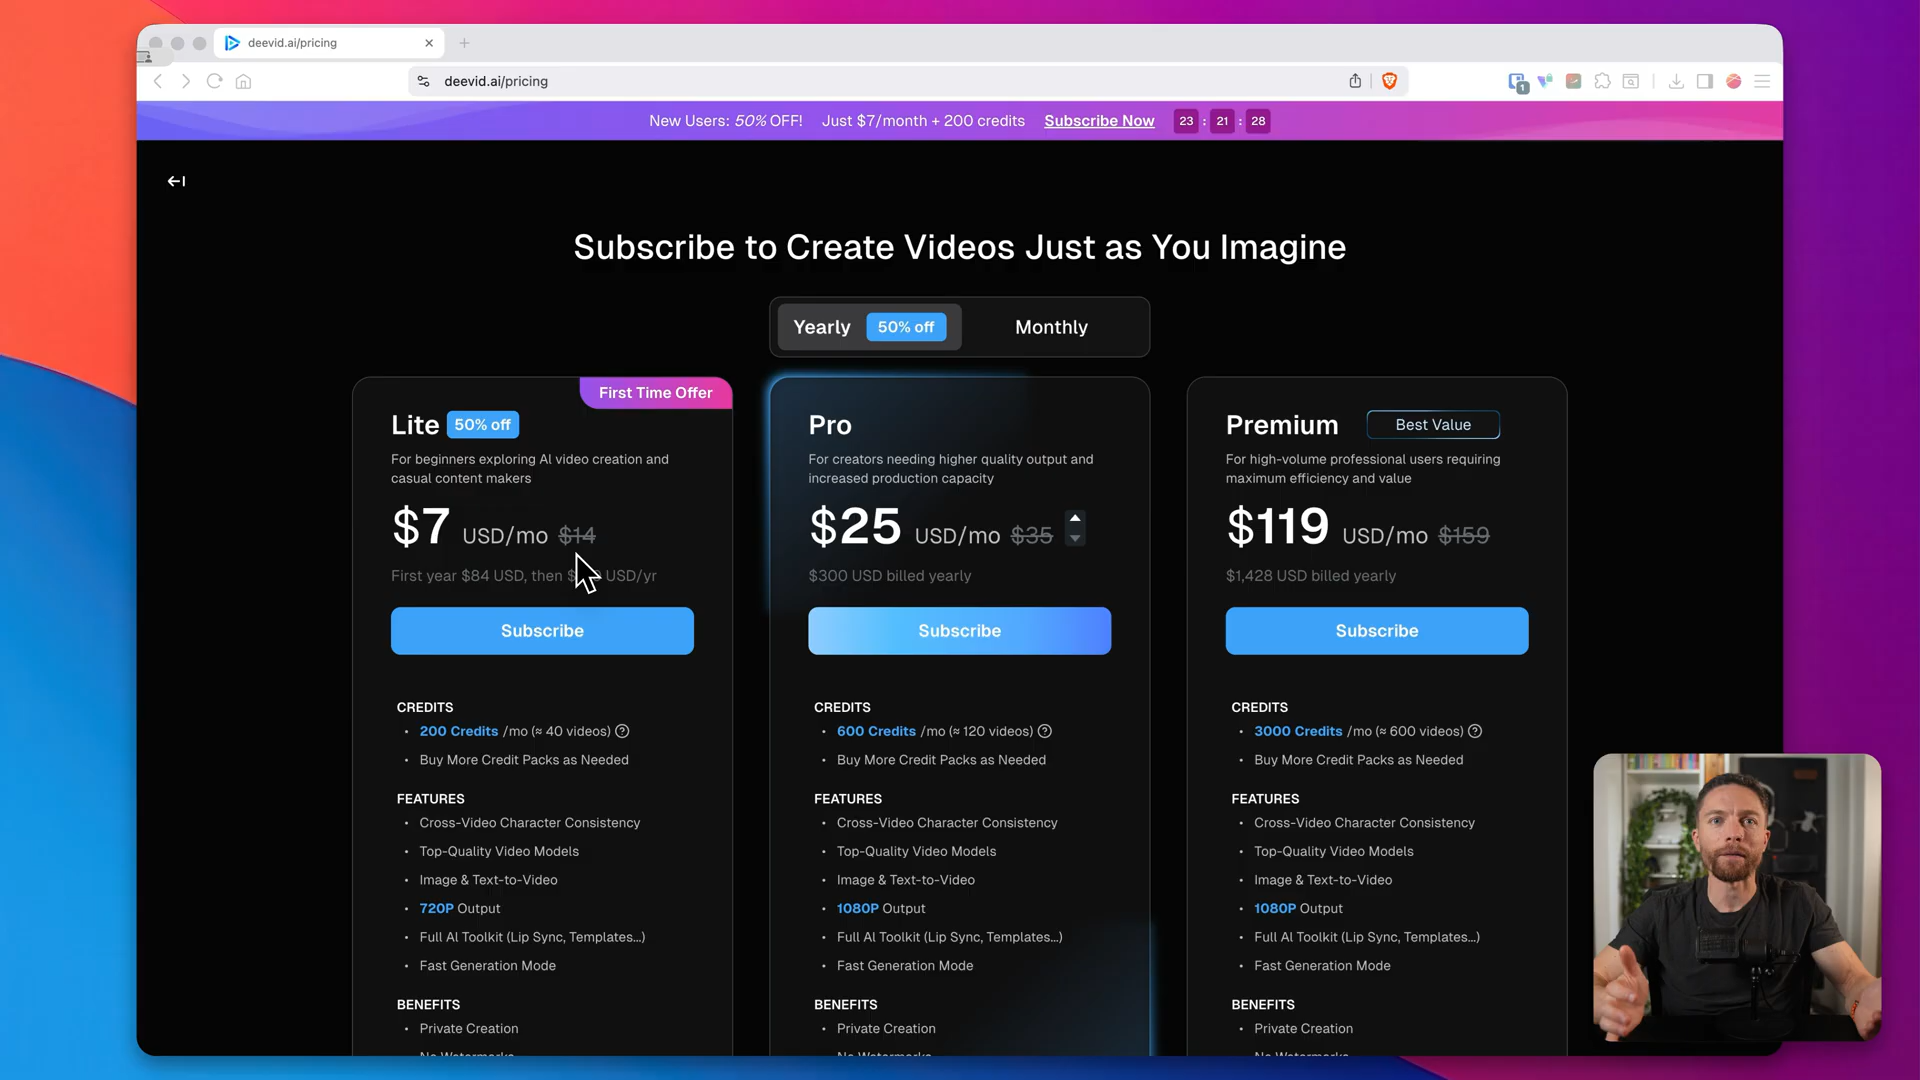 deevid.ai/pricing
deevid.ai/pricing
1
New Users: 50% OFF! Just $7/month + 200 credits Subscribe Now 23 : 21 : 28
Subscribe to Create Videos Just as You Imagine
Yearly 50% off Monthly
First Time Offer
Lite 50% off
For beginners exploring AI video creation and
casual content makers
$7 USD/mo $14
First year $84 USD, then $ USD/yr
Subscribe
CREDITS
• 200 Credits /mo (≈ 40 videos) ?
• Buy More Credit Packs as Needed
FEATURES
• Cross-Video Character Consistency
• Top-Quality Video Models
• Image & Text-to-Video
• 720P Output
• Full AI Toolkit (Lip Sync, Templates...)
• Fast Generation Mode
BENEFITS
• Private Creation
• No Watermarks
Pro
For creators needing higher quality output and
increased production capacity
$25 USD/mo $35
$300 USD billed yearly
Subscribe
CREDITS
• 600 Credits /mo (≈ 120 videos) ?
• Buy More Credit Packs as Needed
FEATURES
• Cross-Video Character Consistency
• Top-Quality Video Models
• Image & Text-to-Video
• 1080P Output
• Full AI Toolkit (Lip Sync, Templates...)
• Fast Generation Mode
BENEFITS
• Private Creation
• No Watermarks
Premium Best Value
For high-volume professional users requiring
maximum efficiency and value
$119 USD/mo $159
$1,428 USD billed yearly
Subscribe
CREDITS
• 3000 Credits /mo (≈ 600 videos) ?
• Buy More Credit Packs as Needed
FEATURES
• Cross-Video Character Consistency
• Top-Quality Video Models
• Image & Text-to-Video
• 1080P Output
• Full AI Toolkit (Lip Sync, Templates...)
• Fast Generation Mode
BENEFITS
• Private Creation
• No Watermarks